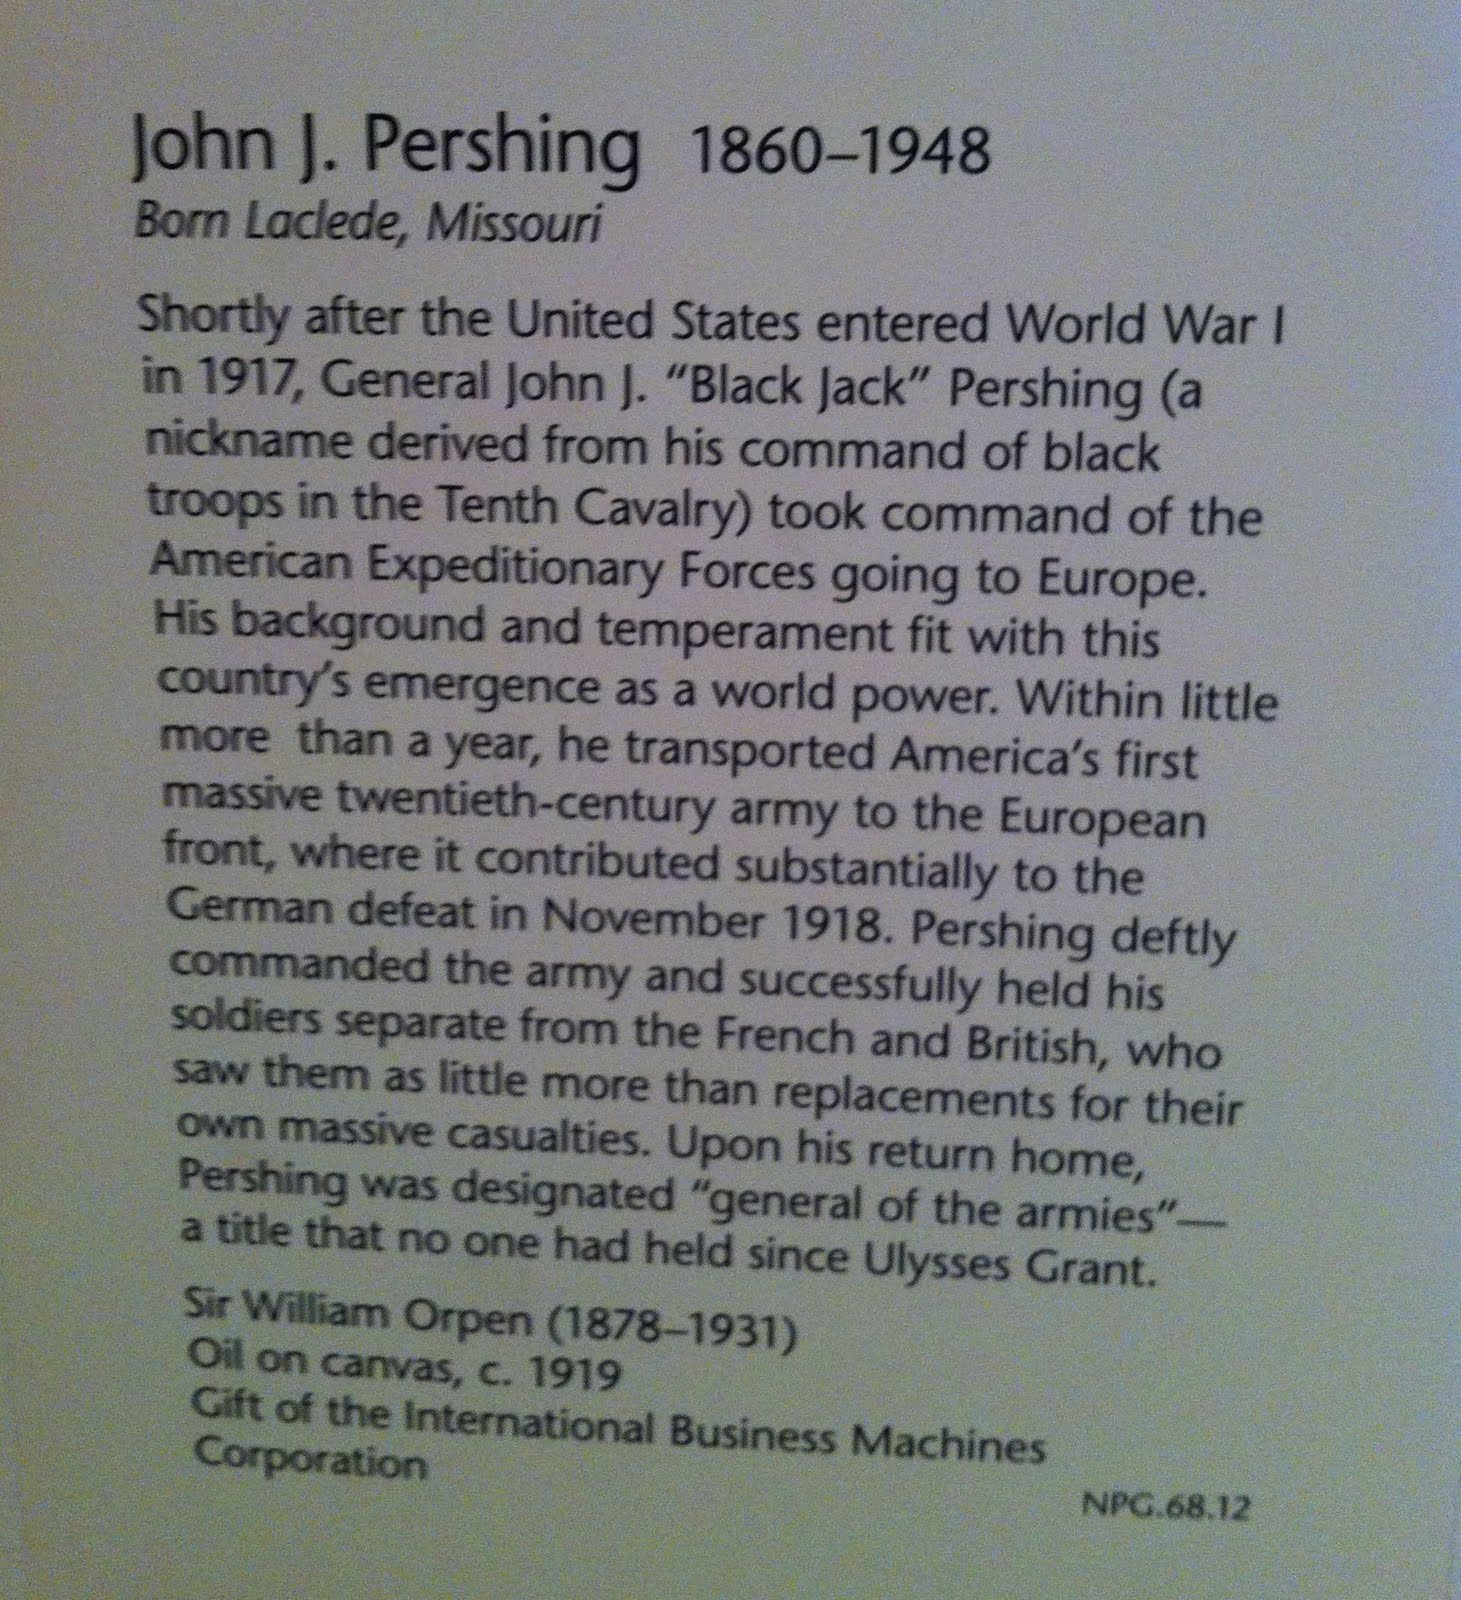 John J. Pershing 1860–1948
Born Laclede, Missouri
Shortly after the United States entered World War I
in 1917, General John J. “Black Jack” Pershing (a
nickname derived from his command of black
troops in the Tenth Cavalry) took command of the
American Expeditionary Forces going to Europe.
His background and temperament fit with this
country’s emergence as a world power. Within little
more than a year, he transported America’s first
massive twentieth-century army to the European
front, where it contributed substantially to the
German defeat in November 1918. Pershing deftly
commanded the army and successfully held his
soldiers separate from the French and British, who
saw them as little more than replacements for their
own massive casualties. Upon his return home,
Pershing was designated “general of the armies”—
a title that no one had held since Ulysses Grant.
Sir William Orpen (1878–1931)
Oil on canvas, c. 1919
Gift of the International Business Machines
Corporation
NPG.68.12